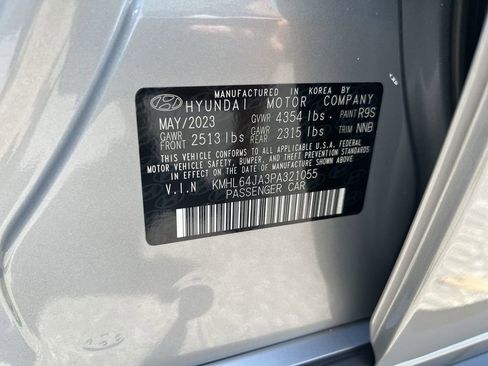 MANUFACTURED IN KOREA BY
HYUNDAI MOTOR COMPANY
MAY/2023 GVWR 4354 lbs. PAINT R9S
GAWR FRONT 2513 lbs GAWR REAR 2315 lbs TRIM NNB
THIS VEHICLE CONFORMS TO ALL APPLICABLE U.S.A. FEDERAL
MOTOR VEHICLE SAFETY, BUMPER, AND THEFT PREVENTION STANDARDS
IN EFFECT ON THE DATE OF MANUFACTURE SHOWN ABOVE.
V.I.N KMHL64JA3PA321055
PASSENGER CAR